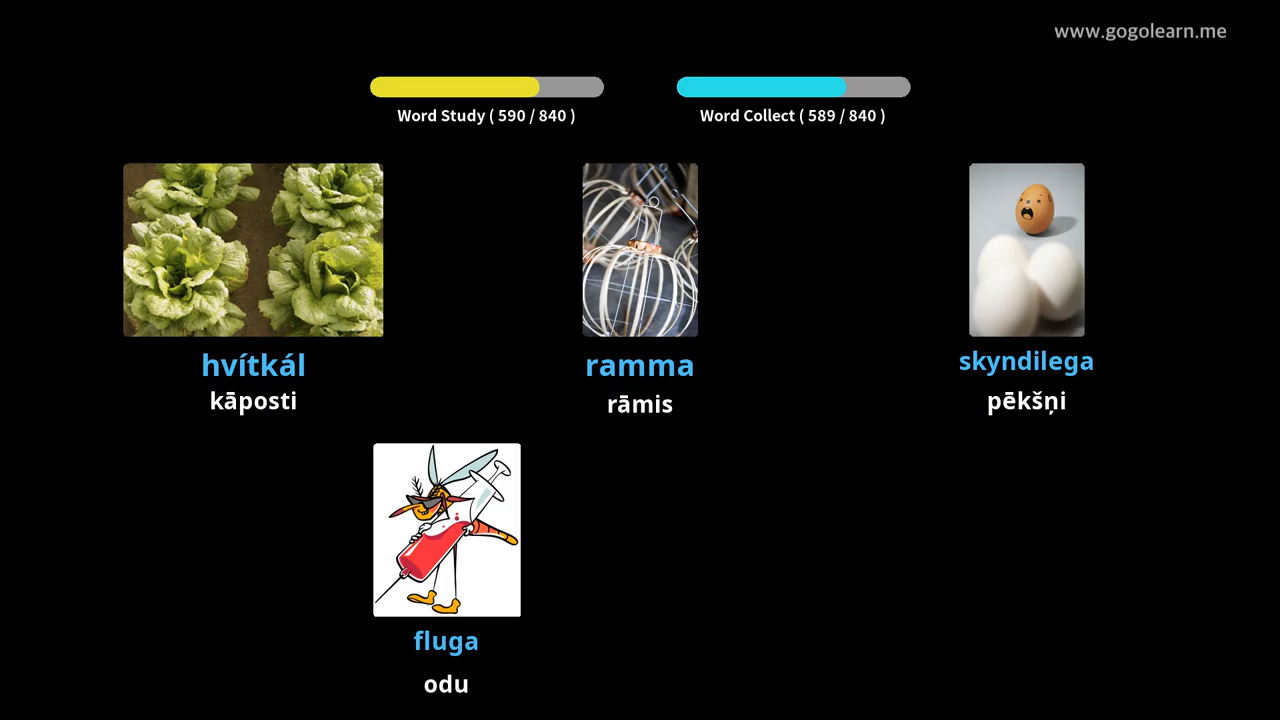 www.gogolearn.me
Word Study ( 590 / 840 )
Word Collect ( 589 / 840 )
hvítkál
kāposti
ramma
rāmis
skyndilega
pēkšņi
fluga
odu